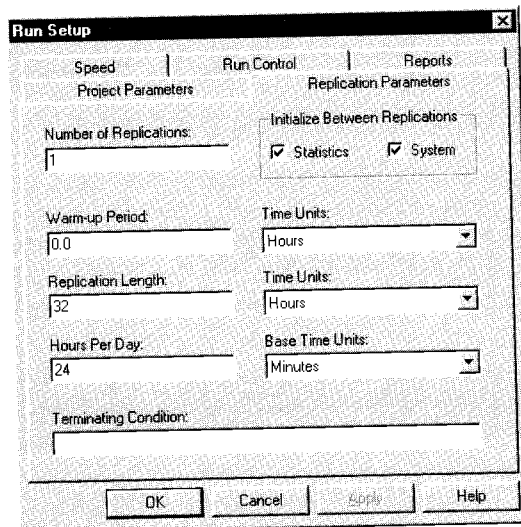 Run Setup
Speed
Run Control
Reports
Project Parameters
Replication Parameters
Number of Replications:
1
Initialize Between Replications
Statistics
System
Warm-up Period:
0.0
Time Units:
Hours
Replication Length:
32
Time Units:
Hours
Hours Per Day:
24
Base Time Units:
Minutes
Terminating Condition:
OK
Cancel
Apply
Help